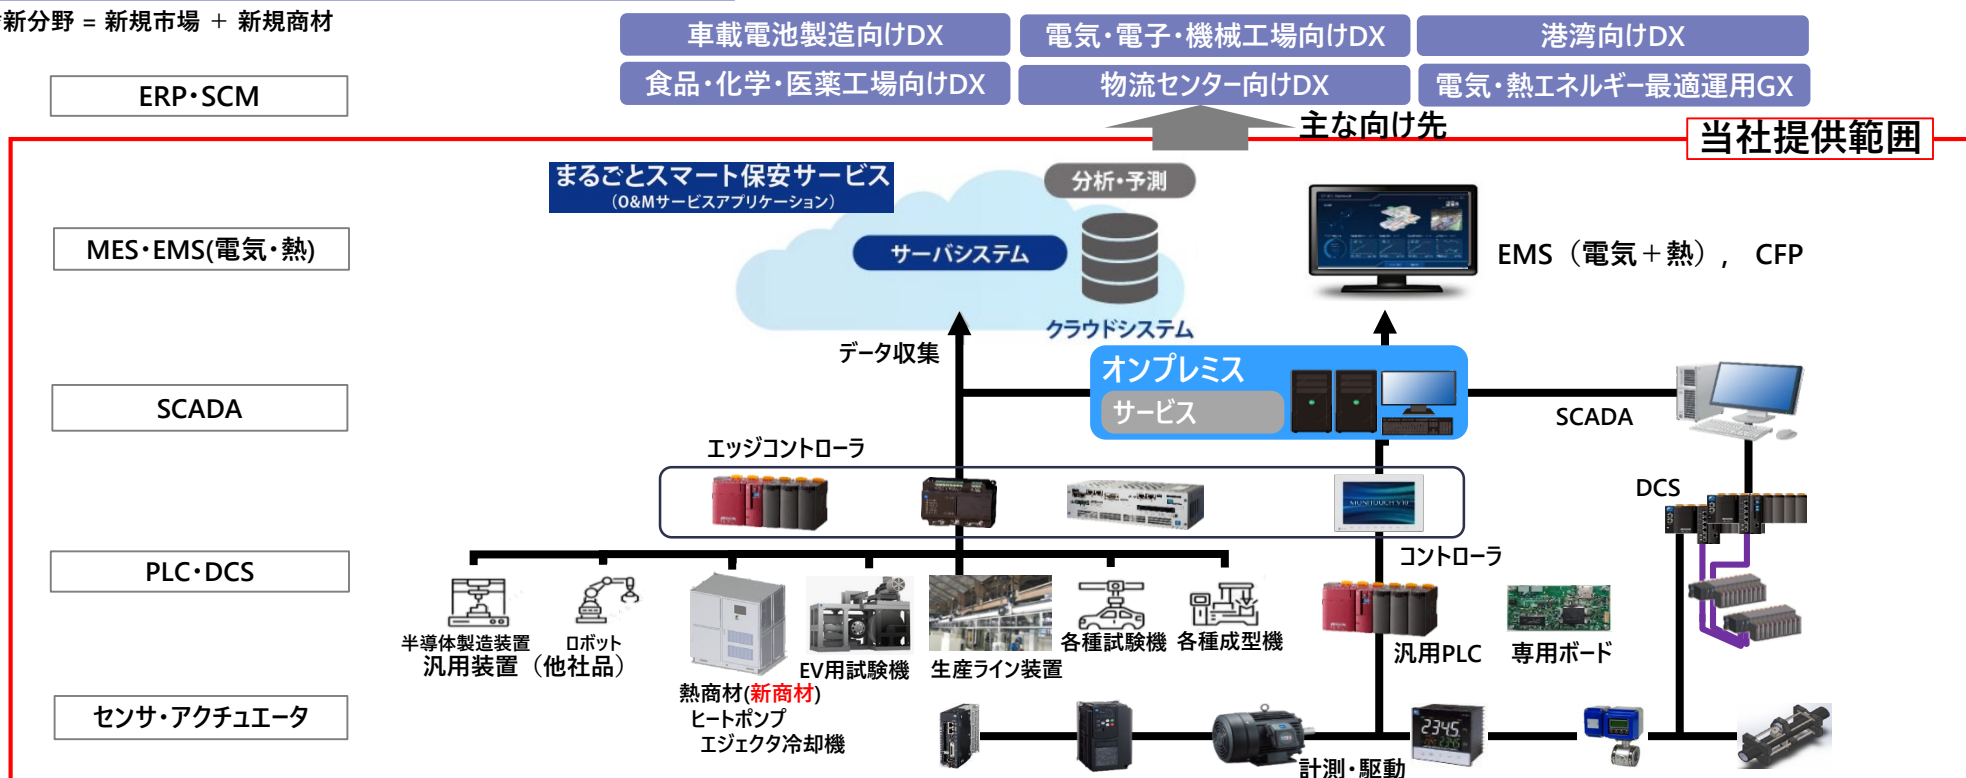 新分野 = 新規市場 + 新規商材
車載電池製造向けDX
電気・電子・機械工場向けDX
港湾向けDX
食品・化学・医薬工場向けDX
物流センター向けDX
電気・熱エネルギー最適運用GX
ERP・SCM
主な向け先
当社提供範囲
まるごとスマート保安サービス
(O&Mサービスアプリケーション)
分析・予測
MES・EMS(電気・熱)
サーバシステム
EMS（電気＋熱）, CFP
クラウドシステム
データ収集
オンプレミス
サービス
SCADA
SCADA
エッジコントローラ
DCS
コントローラ
PLC・DCS
半導体製造装置
ロボット
汎用装置（他社品）
EV用試験機
生産ライン装置
各種試験機
各種成型機
汎用PLC
専用ボード
熱商材(新商材)
ヒートポンプ
エジェクタ冷却機
センサ・アクチュエータ
計測・駆動